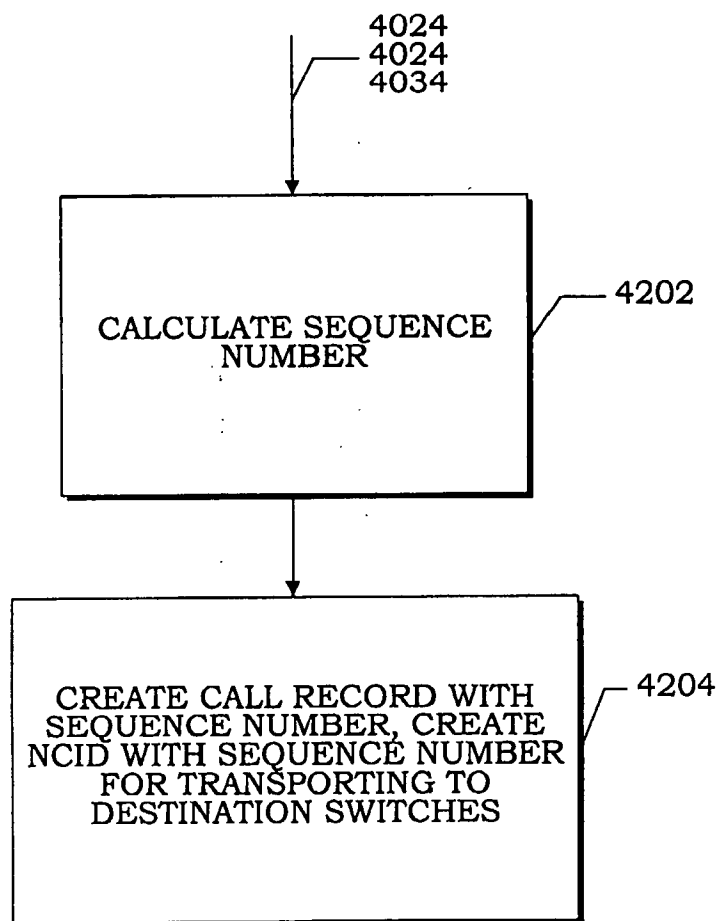 4024
4024
4034
CALCULATE SEQUENCE
NUMBER
4202
CREATE CALL RECORD WITH
SEQUENCE NUMBER, CREATE
NCID WITH SEQUENCE NUMBER
FOR TRANSPORTING TO
DESTINATION SWITCHES
4204